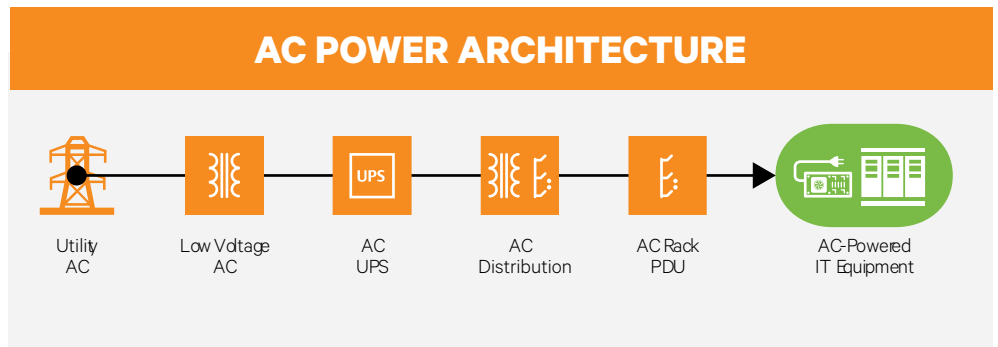 AC POWER ARCHITECTURE
UPS
Utility
AC
Low Voltage
AC
AC
UPS
AC
Distribution
AC Rack
PDU
AC-Powered
IT Equipment